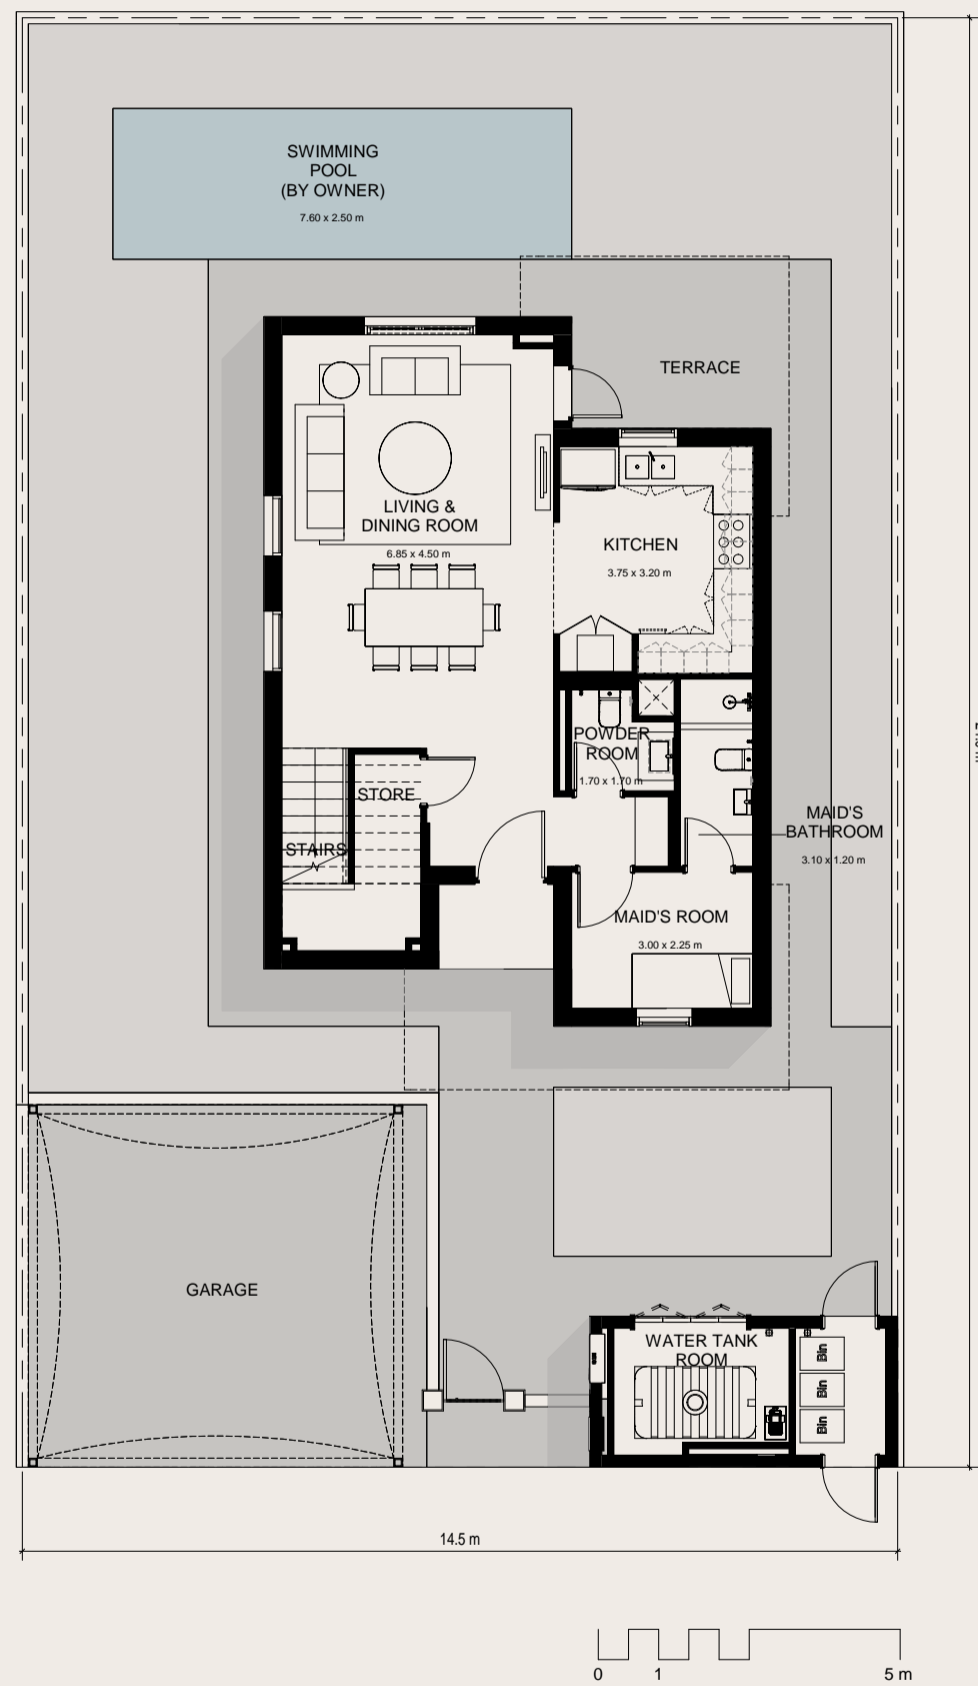 SWIMMING
POOL
(BY OWNER)
7.60 x 2.50 m
TERRACE
LIVING &
DINING ROOM
6.85 x 4.50 m
KITCHEN
3.75 x 3.20 m
POWDER
ROOM
1.70 x 1.70 m
STORE
STAIRS
MAID'S
BATHROOM
3.10 x 1.20 m
MAID'S ROOM
3.00 x 2.25 m
GARAGE
WATER TANK
ROOM
Bin
Bin
Bin
14.5 m
0 1 5 m